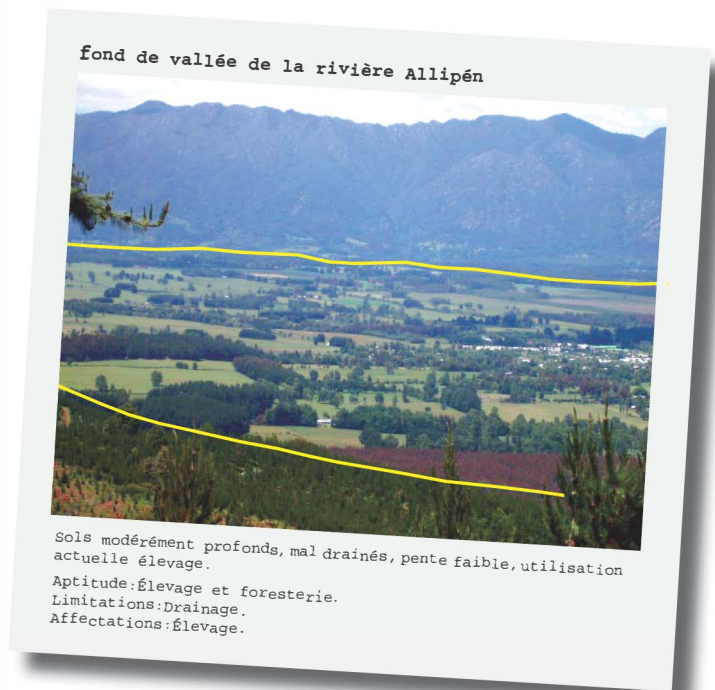 fond de vallée de la rivière Allipén
Sols modérément profonds, mal drainés, pente faible, utilisation
actuelle élevage.
Aptitude:Élevage et foresterie.
Limitations:Drainage.
Affectations:Élevage.